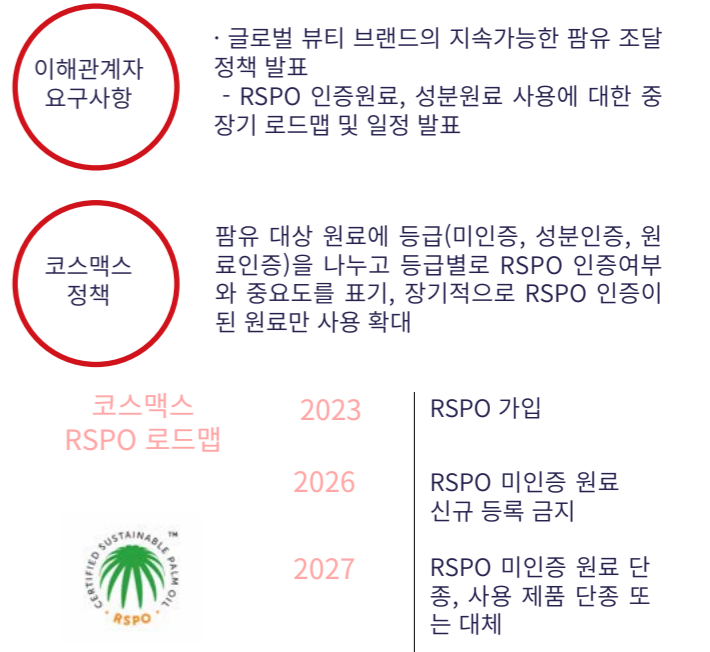 이해관계자
요구사항
· 글로벌 뷰티 브랜드의 지속가능한 팜유 조달
정책 발표
- RSPO 인증원료, 성분원료 사용에 대한 중
장기 로드맵 및 일정 발표
코스맥스
정책
팜유 대상 원료에 등급(미인증, 성분인증, 원
료인증)을 나누고 등급별로 RSPO 인증여부
와 중요도를 표기, 장기적으로 RSPO 인증이
된 원료만 사용 확대
코스맥스
RSPO 로드맵
2023
RSPO 가입
2026
RSPO 미인증 원료
신규 등록 금지
2027
RSPO 미인증 원료 단
종, 사용 제품 단종 또
는 대체
CERTIFIED SUSTAINABLE PALM OIL ™
· RSPO ·